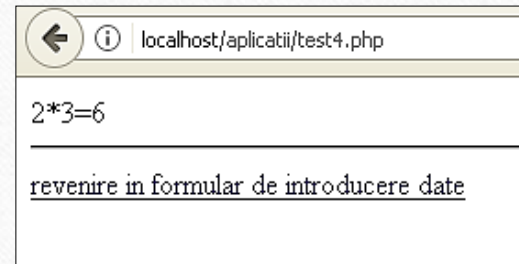 localhost/aplicatii/test4.php
2*3=6
revenire in formular de introducere date